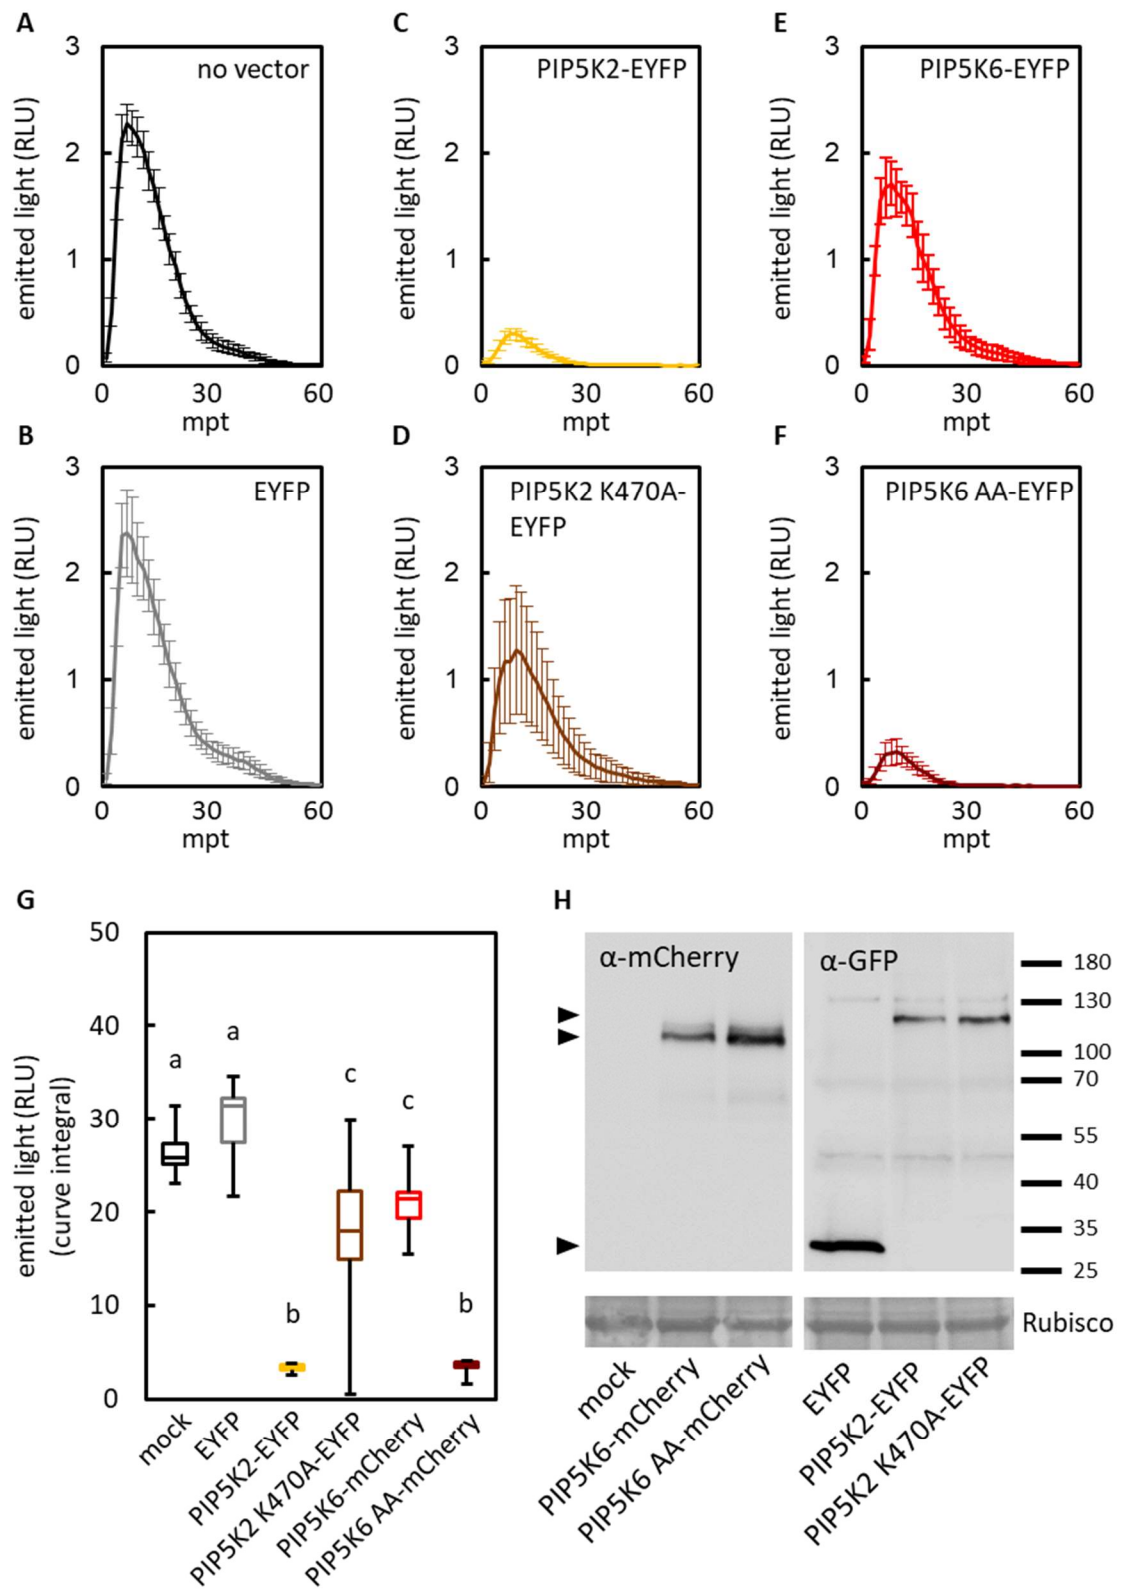 A
3
2
1
0
emitted light (RLU)
no vector
0 30 60
mpt
C
3
2
1
0
emitted light (RLU)
PIP5K2-EYFP
0 30 60
mpt
E
3
2
1
0
emitted light (RLU)
PIP5K6-EYFP
0 30 60
mpt
B
3
2
1
0
emitted light (RLU)
EYFP
0 30 60
mpt
D
3
2
1
0
emitted light (RLU)
PIP5K2 K470A-
EYFP
0 30 60
mpt
F
3
2
1
0
emitted light (RLU)
PIP5K6 AA-EYFP
0 30 60
mpt
G
50
40
30
20
10
0
emitted light (RLU)
(curve integral)
a
a
b
c
c
b
mock
EYFP
PIP5K2-EYFP
PIP5K2 K470A-EYFP
PIP5K6-mCherry
PIP5K6 AA-mCherry
H
α-mCherry
α-GFP
180
130
100
70
55
40
35
25
Rubisco
mock
PIP5K6-mCherry
PIP5K6 AA-mCherry
EYFP
PIP5K2-EYFP
PIP5K2 K470A-EYFP